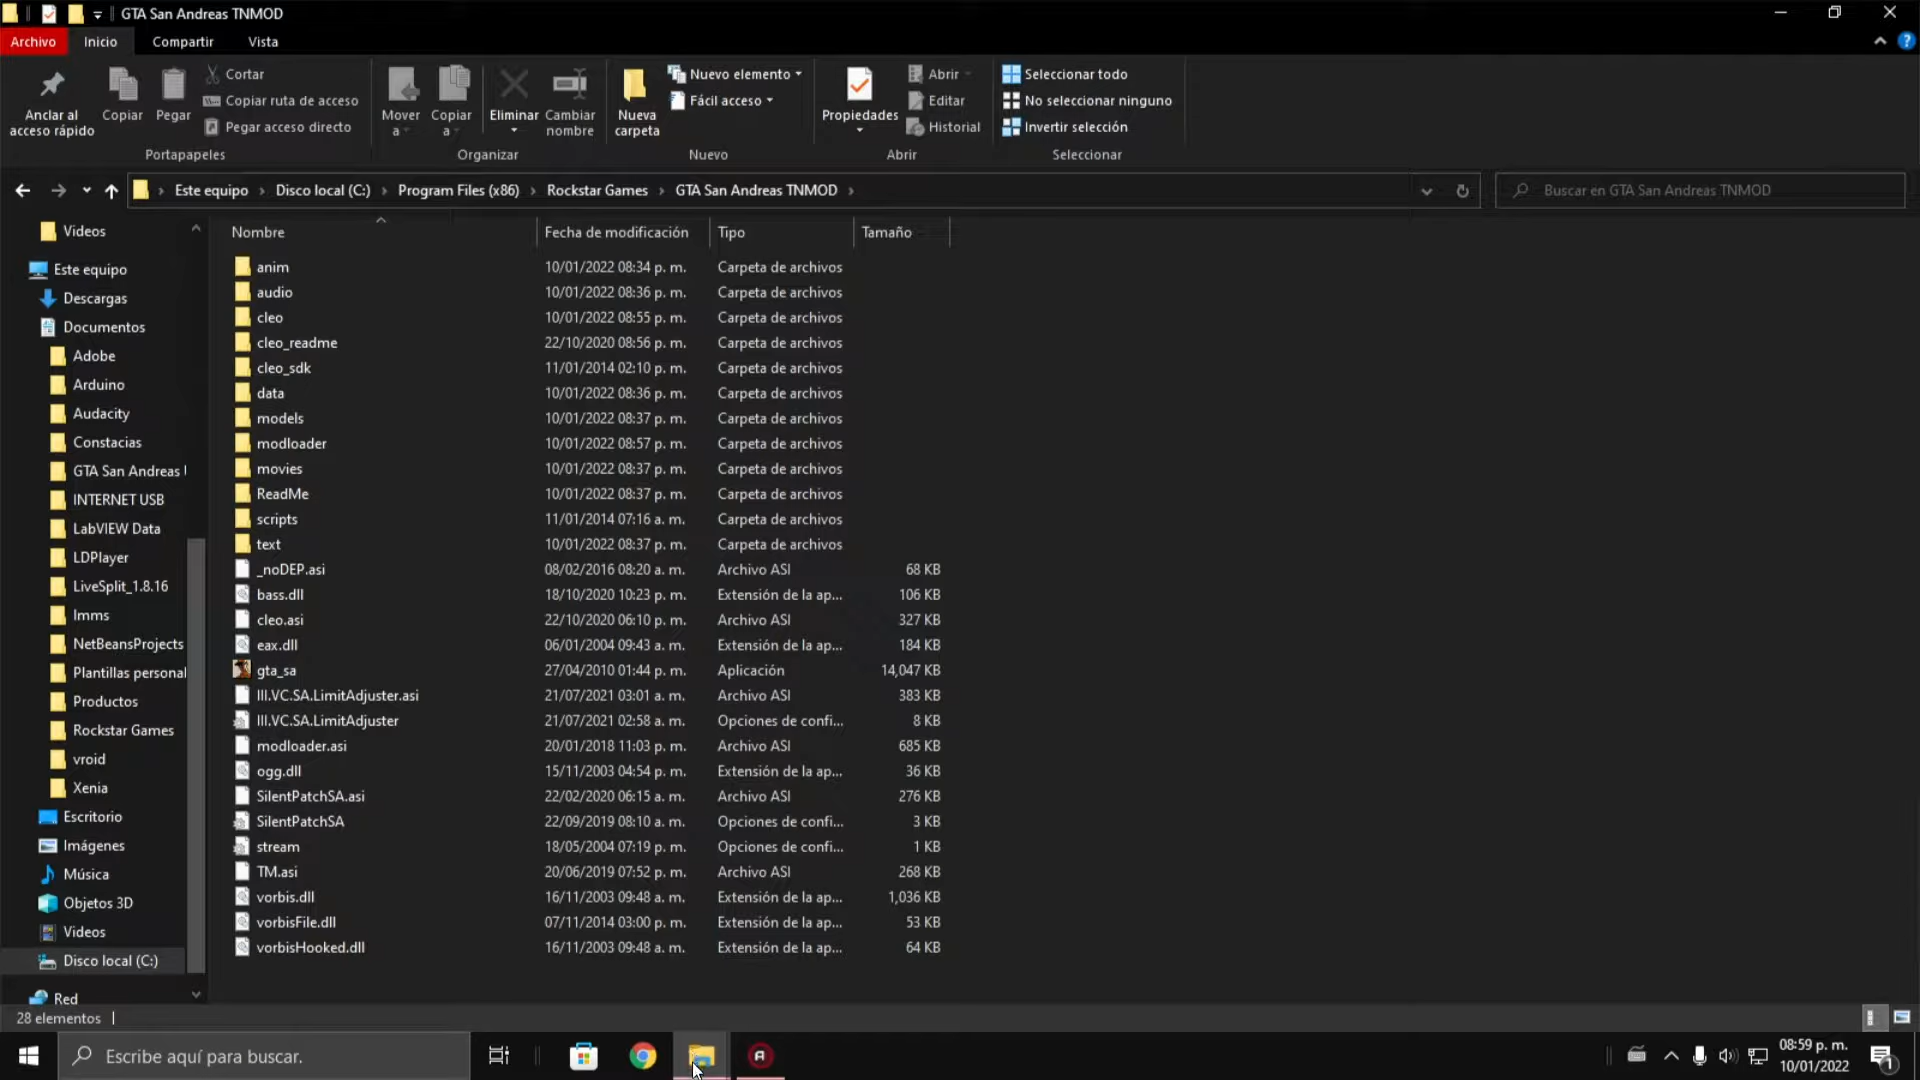 GTA San Andreas TNMOD
Archivo Inicio Compartir Vista
Anclar al acceso rápido
Copiar
Pegar
Cortar
Copiar ruta de acceso
Pegar acceso directo
Portapapeles
Mover a
Copiar a
Eliminar
Cambiar nombre
Organizar
Nueva carpeta
Nuevo elemento
Fácil acceso
Nuevo
Propiedades
Abrir
Editar
Historial
Abrir
Seleccionar todo
No seleccionar ninguno
Invertir selección
Seleccionar
Este equipo > Disco local (C:) > Program Files (x86) > Rockstar Games > GTA San Andreas TNMOD >
Buscar en GTA San Andreas TNMOD
Videos
Este equipo
Descargas
Documentos
Adobe
Arduino
Audacity
Constacias
GTA San Andreas
INTERNET USB
LabVIEW Data
LDPlayer
LiveSplit_1.8.16
lmms
NetBeansProjects
Plantillas personal
Productos
Rockstar Games
vroid
Xenia
Escritorio
Imágenes
Música
Objetos 3D
Videos
Disco local (C:)
Red
Nombre Fecha de modificación Tipo Tamaño
anim 10/01/2022 08:34 p. m. Carpeta de archivos
audio 10/01/2022 08:36 p. m. Carpeta de archivos
cleo 10/01/2022 08:55 p. m. Carpeta de archivos
cleo_readme 22/10/2020 08:56 p. m. Carpeta de archivos
cleo_sdk 11/01/2014 02:10 p. m. Carpeta de archivos
data 10/01/2022 08:36 p. m. Carpeta de archivos
models 10/01/2022 08:37 p. m. Carpeta de archivos
modloader 10/01/2022 08:57 p. m. Carpeta de archivos
movies 10/01/2022 08:37 p. m. Carpeta de archivos
ReadMe 10/01/2022 08:37 p. m. Carpeta de archivos
scripts 11/01/2014 07:16 a. m. Carpeta de archivos
text 10/01/2022 08:37 p. m. Carpeta de archivos
_noDEP.asi 08/02/2016 08:20 a. m. Archivo ASI 68 KB
bass.dll 18/10/2020 10:23 p. m. Extensión de la ap... 106 KB
cleo.asi 22/10/2020 06:10 p. m. Archivo ASI 327 KB
eax.dll 06/01/2004 09:43 a. m. Extensión de la ap... 184 KB
gta_sa 27/04/2010 01:44 p. m. Aplicación 14,047 KB
III.VC.SA.LimitAdjuster.asi 21/07/2021 03:01 a. m. Archivo ASI 383 KB
III.VC.SA.LimitAdjuster 21/07/2021 02:58 a. m. Opciones de confi... 8 KB
modloader.asi 20/01/2018 11:03 p. m. Archivo ASI 685 KB
ogg.dll 15/11/2003 04:54 p. m. Extensión de la ap... 36 KB
SilentPatchSA.asi 22/02/2020 06:15 a. m. Archivo ASI 276 KB
SilentPatchSA 22/09/2019 08:10 a. m. Opciones de confi... 3 KB
stream 18/05/2004 07:19 p. m. Opciones de confi... 1 KB
TM.asi 20/06/2019 07:52 p. m. Archivo ASI 268 KB
vorbis.dll 16/11/2003 09:48 a. m. Extensión de la ap... 1,036 KB
vorbisFile.dll 07/11/2014 03:00 p. m. Extensión de la ap... 53 KB
vorbisHooked.dll 16/11/2003 09:48 a. m. Extensión de la ap... 64 KB
28 elementos
Escribe aquí para buscar.
08:59 p. m.
10/01/2022
1